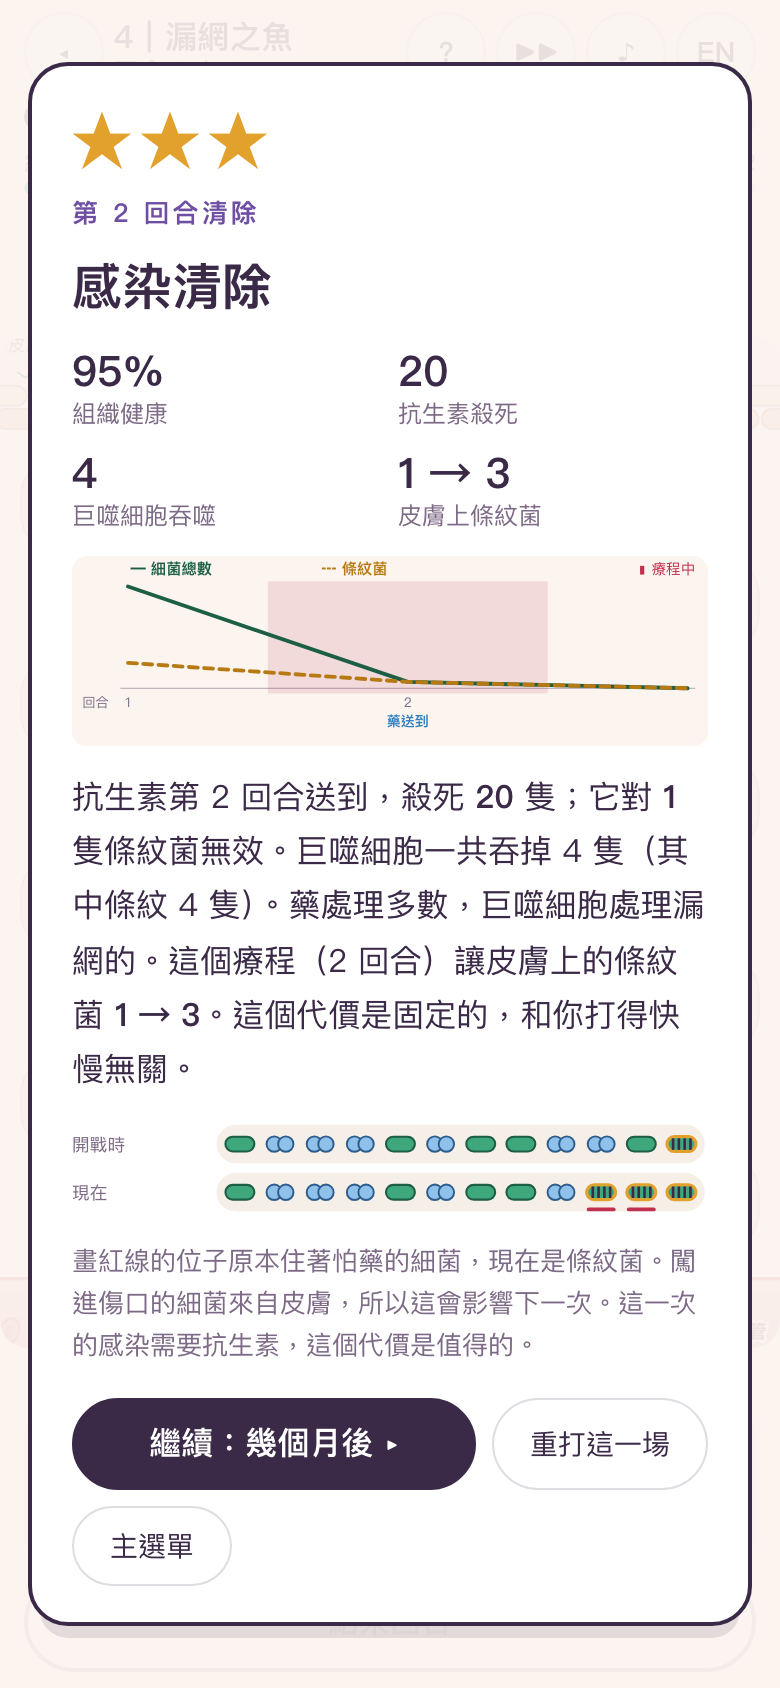 4｜漏網之魚
?
▶▶
♪
EN
第 2 回合清除
感染清除
95%
20
組織健康
抗生素殺死
4
1 → 3
巨噬細胞吞噬
皮膚上條紋菌
— 細菌總數
--- 條紋菌
療程中
回合
1
2
藥送到
抗生素第 2 回合送到，殺死 20 隻；它對 1
隻條紋菌無效。巨噬細胞一共吞掉 4 隻（其
中條紋 4 隻）。藥處理多數，巨噬細胞處理漏
網的。這個療程（2 回合）讓皮膚上的條紋
菌 1 → 3。這個代價是固定的，和你打得快
慢無關。
開戰時
現在
畫紅線的位子原本住著怕藥的細菌，現在是條紋菌。闖
進傷口的細菌來自皮膚，所以這會影響下一次。這一次
的感染需要抗生素，這個代價是值得的。
繼續：幾個月後 ▸
重打這一場
主選單